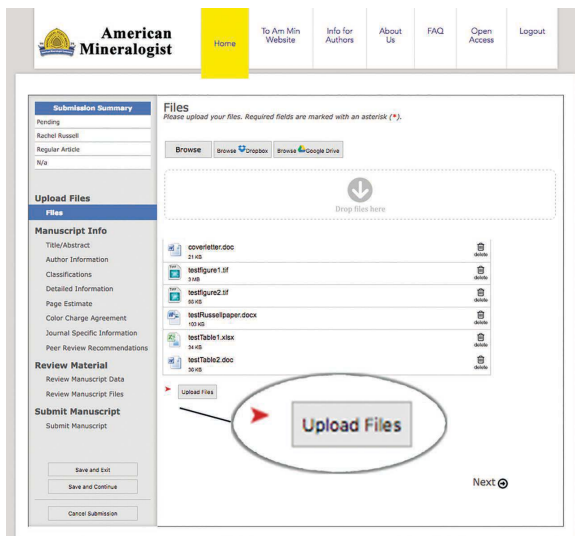 American
Mineralogist
Home
To Am Min
Website
Info for
Authors
About
Us
FAQ
Open
Access
Logout
Submission Summary
Pending
Rachel Russell
Regular Article
N/a
Upload Files
Files
Manuscript Info
Title/Abstract
Author Information
Classifications
Detailed Information
Page Estimate
Color Charge Agreement
Journal Specific Information
Peer Review Recommendations
Review Material
Review Manuscript Data
Review Manuscript Files
Submit Manuscript
Submit Manuscript
Save and Exit
Save and Continue
Cancel Submission
Files
Please upload your files. Required fields are marked with an asterisk (*).
Browse
Browse Dropbox
Browse Google Drive
Drop files here
coverletter.doc
21 KB
delete
testfigure1.tif
3 MB
delete
testfigure2.tif
50 KB
delete
testRussellpaper.docx
103 KB
delete
testTable1.xlsx
34 KB
delete
testTable2.doc
30 KB
delete
Upload Files
Upload Files
Next